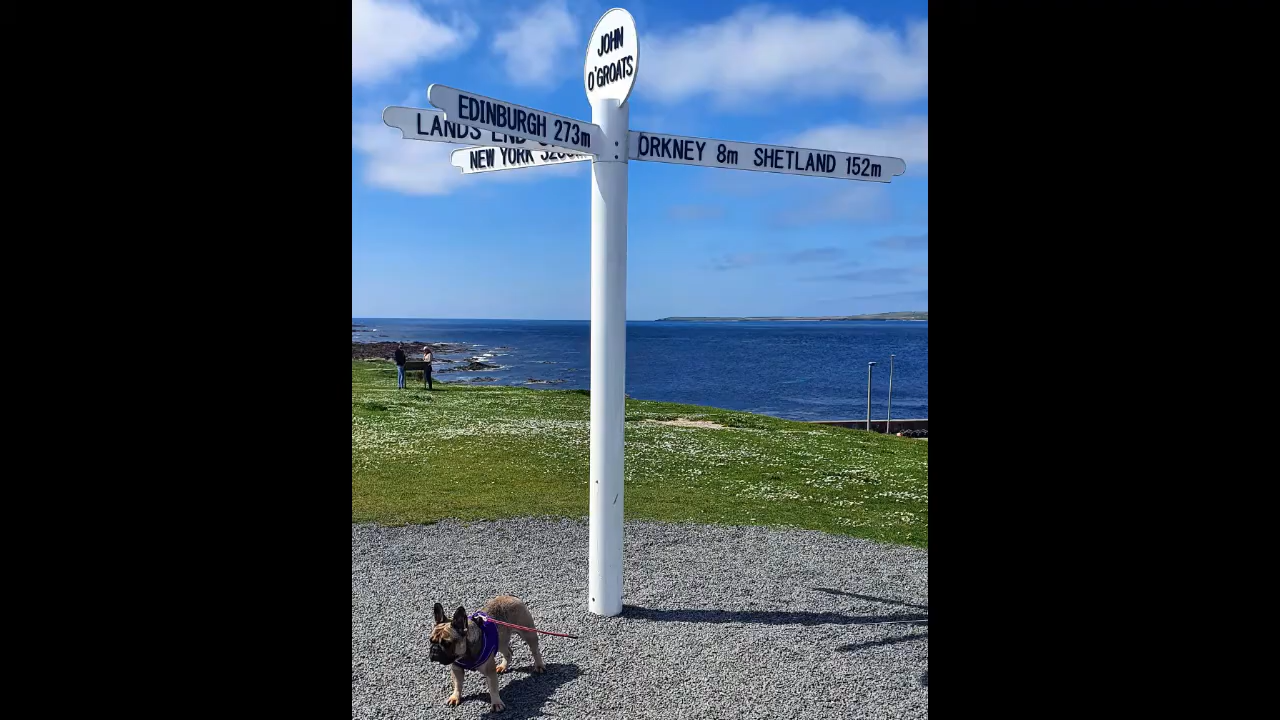 JOHN
O'GROATS
EDINBURGH 273m
LANDS END
NEW YORK
ORKNEY 8m SHETLAND 152m